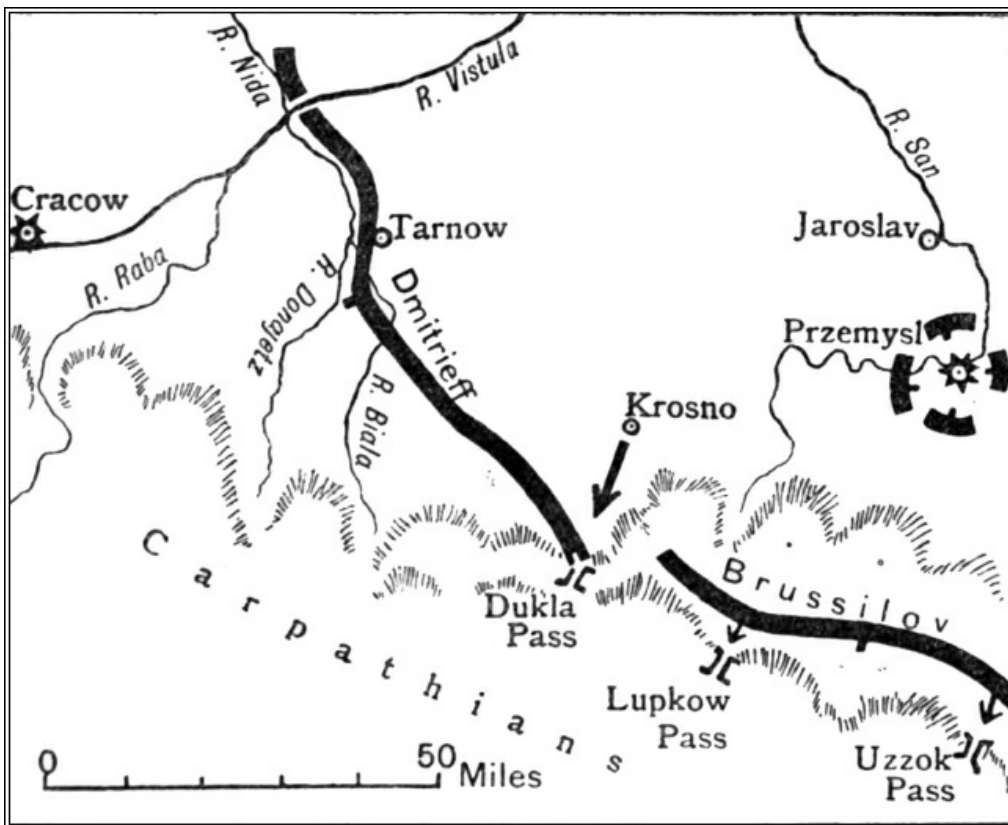 R. Nida
R. Vistula
R. San
Cracow
Tarnow
Jaroslav
R. Raba
R. Donajetz
Dmitrieff
Przemysl
R. Biala
Krosno
Carpathians
Dukla
Pass
Brussilov
Lupkow
Pass
Uzzok
Pass
0 50 Miles